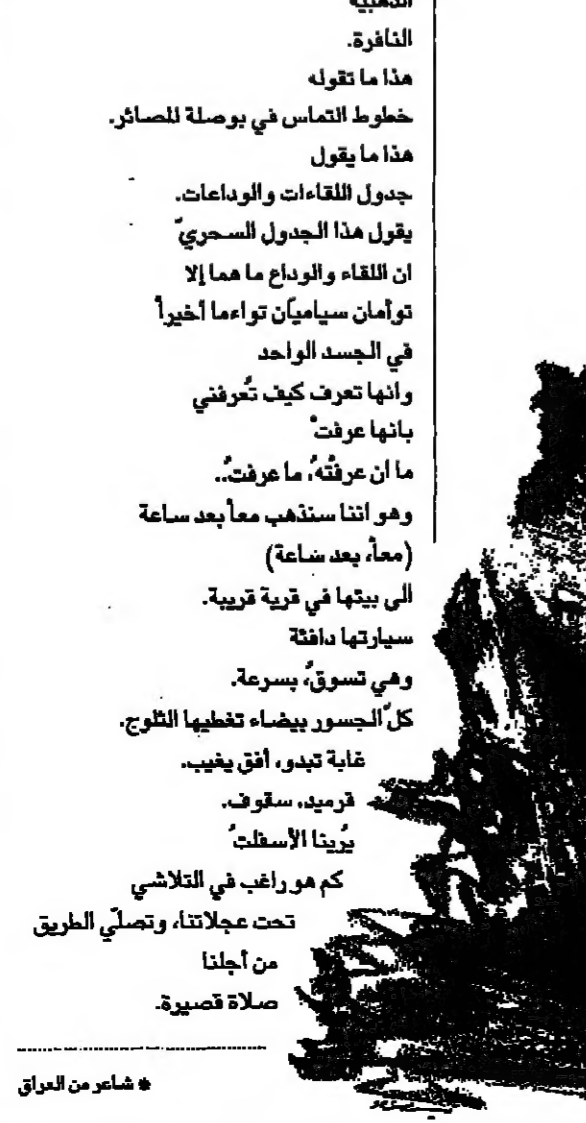 الذهبية
النافرة.
هذا ما تقوله
خطوط التماس في بوصلة للمصائر.
هذا ما يقول
جدول اللقاءات والوداعات.
يقول هذا الجدول السحريّ
ان اللقاء والوداع ما هما إلا
توأمان سياميّان تواءما أخيراً
في الجسد الواحد
وانها تعرف كيف تُعرفني
بانها عرفتْ
ما ان عرفتُهُ، ما عرفتُ..
وهو اننا سنذهب معاً بعد ساعة
(معاً، بعد ساعة)
الى بيتها في قرية قريبة.
سيارتها دافئة
وهي تسوقُ، بسرعة.
كلّ الجسور بيضاء تغطيها الثلوج.
غابة تبدو، أفق يغيب.
قرميد، سقوف.
يُرينا الأسفلتُ
كم هو راغب في التلاشي
تحت عجلاتنا، وتصلّي الطريق
من أجلنا
صلاة قصيرة.
* شاعر من العراق